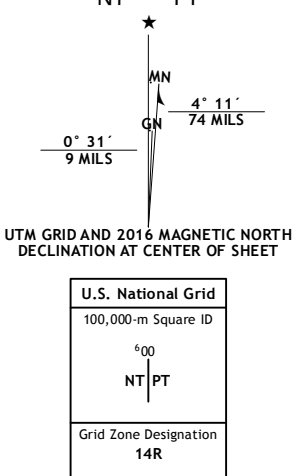 ★
MN
4° 11´
74 MILS
GN
0° 31´
9 MILS
UTM GRID AND 2016 MAGNETIC NORTH
DECLINATION AT CENTER OF SHEET
U.S. National Grid
100,000-m Square ID
⁶00
NT PT
Grid Zone Designation
14R